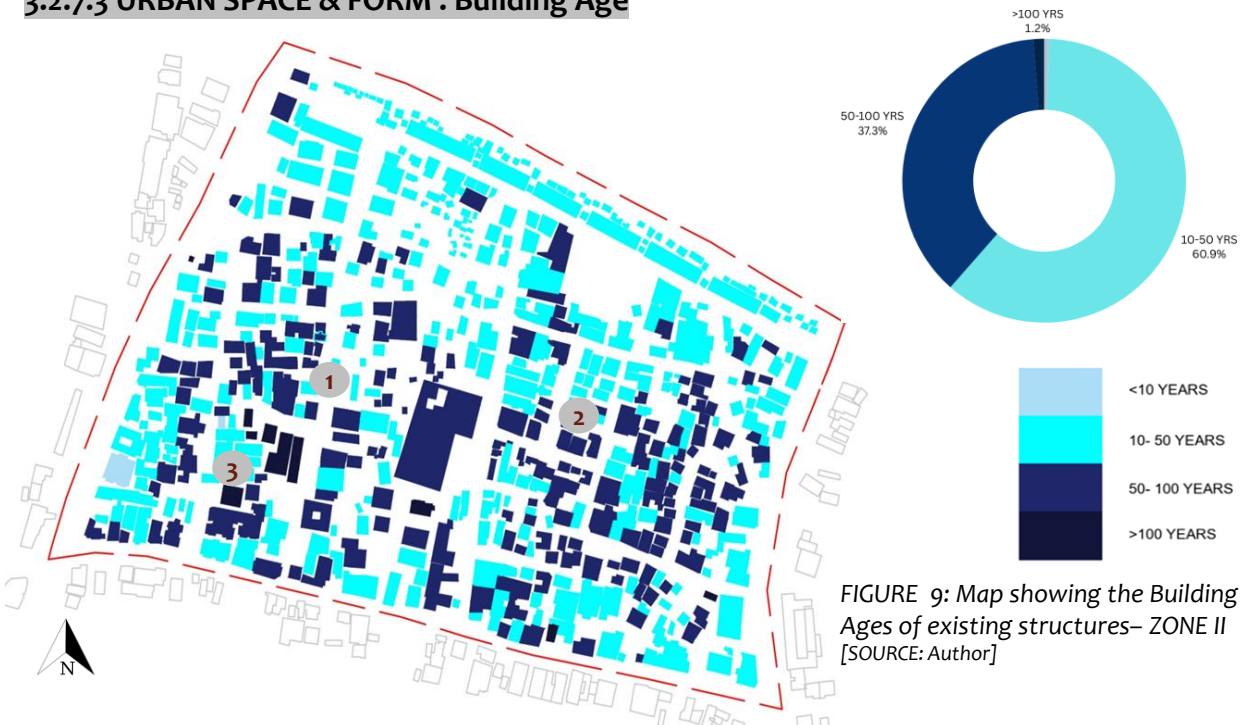 3.2.7.3 URBAN SPACE & FORM : Building Age
>100 YRS
1.2%
50-100 YRS
37.3%
10-50 YRS
60.9%
1
2
3
<10 YEARS
10- 50 YEARS
50- 100 YEARS
>100 YEARS
N
FIGURE 9: Map showing the Building
Ages of existing structures– ZONE II
[SOURCE: Author]